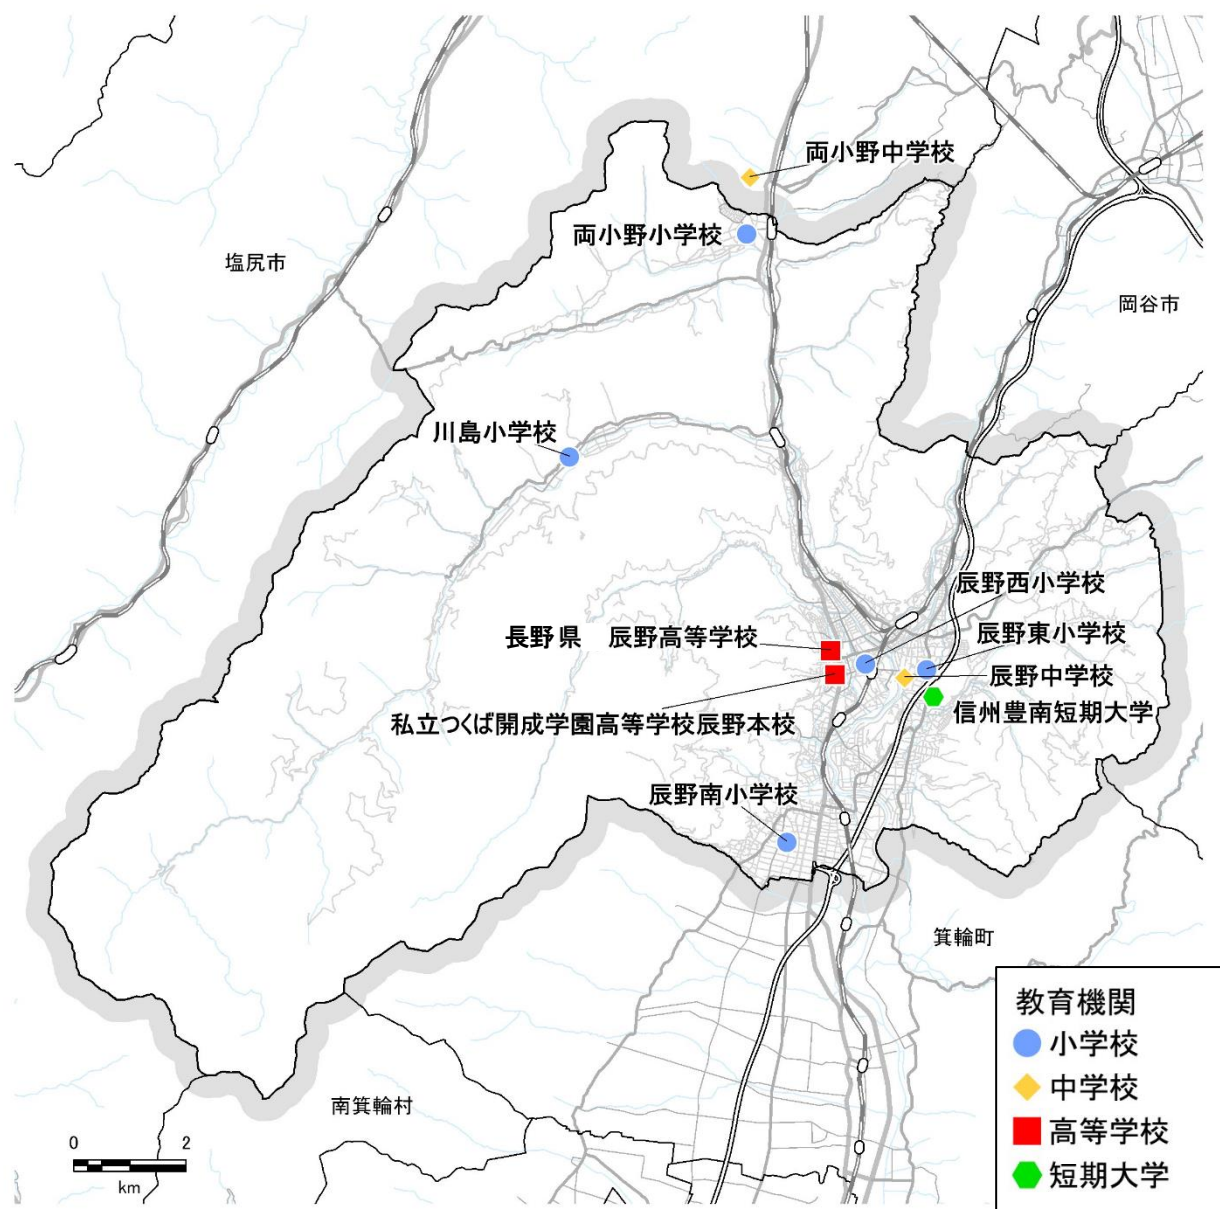 両小野中学校
両小野小学校
塩尻市
岡谷市
川島小学校
辰野西小学校
長野県 辰野高等学校
辰野東小学校
辰野中学校
私立つくば開成学園高等学校辰野本校
信州豊南短期大学
辰野南小学校
箕輪町
南箕輪村
教育機関
小学校
中学校
高等学校
短期大学
0 2
km